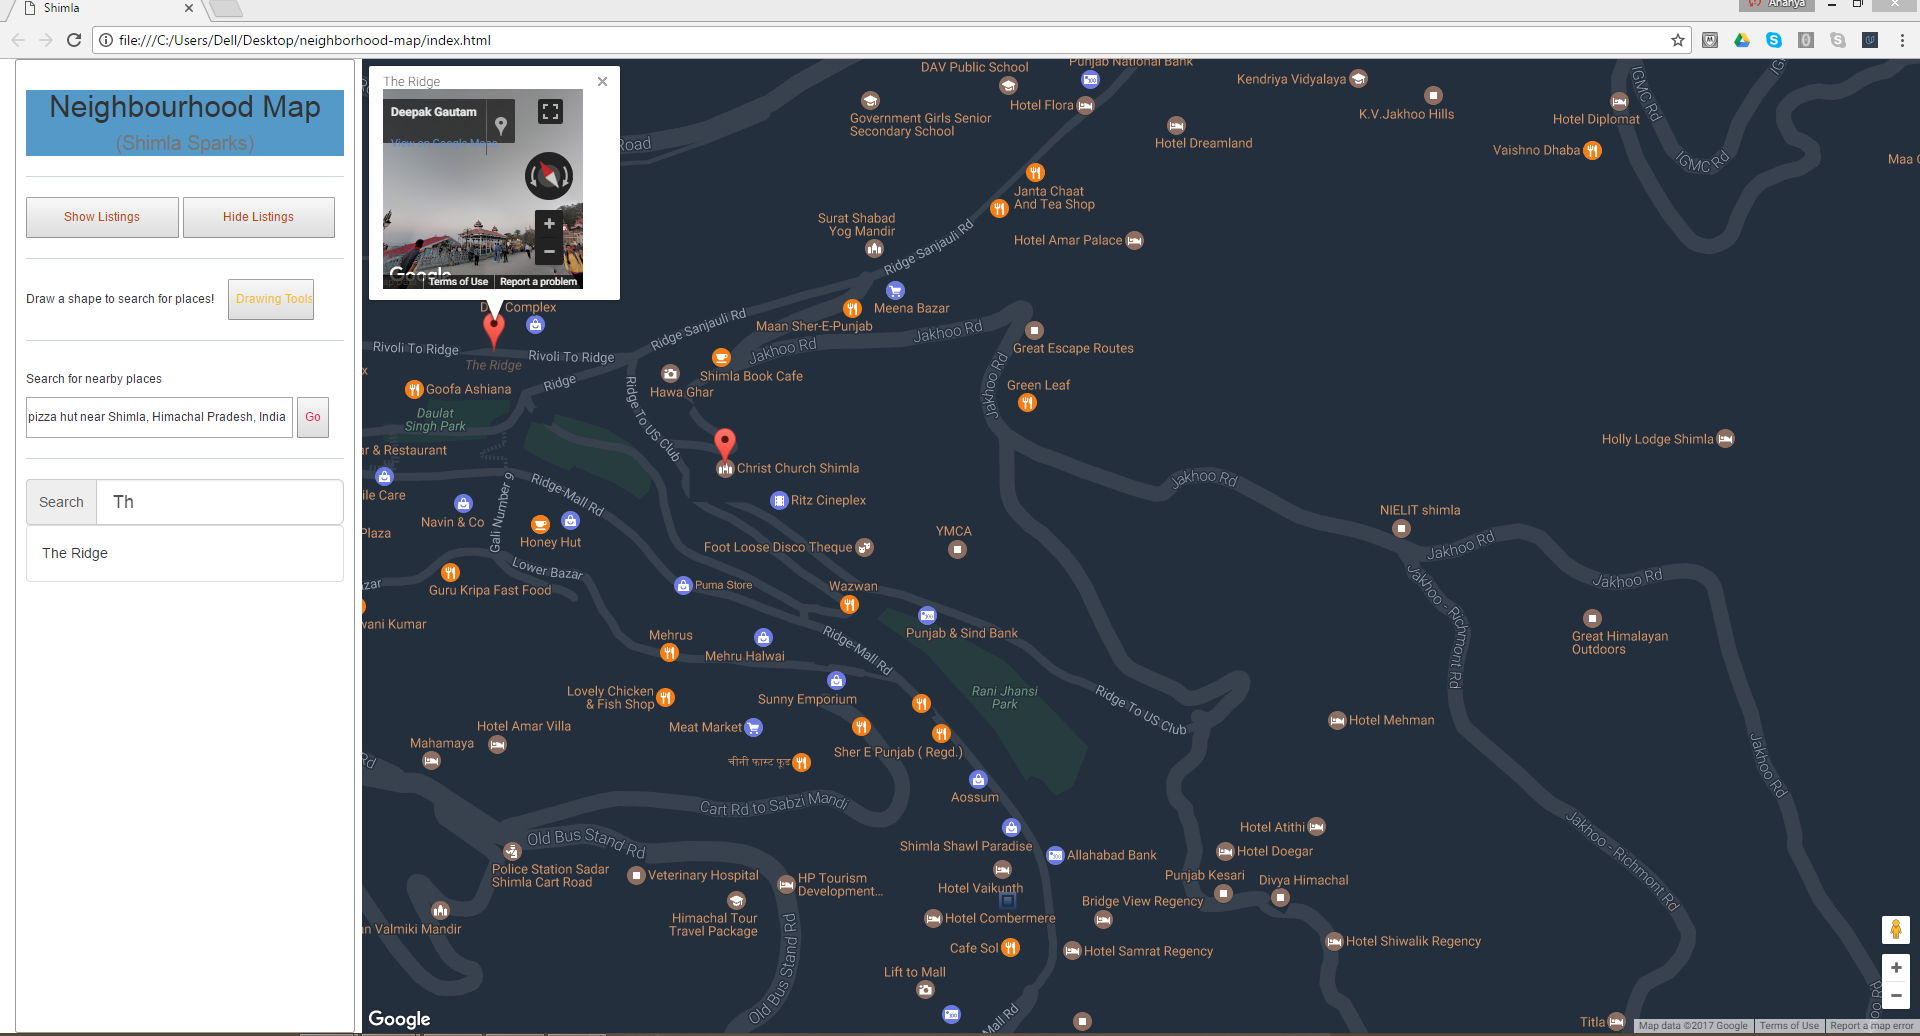 Shimla
Ananya
file:///C:/Users/Dell/Desktop/neighborhood-map/index.html
Neighbourhood Map
(Shimla Sparks)
Show Listings
Hide Listings
Draw a shape to search for places!
Drawing Tools
Search for nearby places
pizza hut near Shimla, Himachal Pradesh, India
Go
Search
Th
The Ridge
The Ridge
Deepak Gautam
View on Google Maps
Google
Terms of Use
Report a problem
DAV Public School
Punjab National Bank
Kendriya Vidyalaya
K.V.Jakhoo Hills
Hotel Diplomat
IGMC Rd
IGMC Rd
Government Girls Senior
Secondary School
Hotel Flora
Hotel Dreamland
Vaishno Dhaba
Maa
Road
Janta Chaat
And Tea Shop
Surat Shabad
Yog Mandir
Hotel Amar Palace
Ridge Sanjauli Rd
Meena Bazar
Maan Sher-E-Punjab
Complex
Ridge Sanjauli Rd
Jakhoo Rd
Jakhoo Rd
Great Escape Routes
Rivoli To Ridge
Rivoli To Ridge
The Ridge
Ridge
Goofa Ashiana
Hawa Ghar
Shimla Book Cafe
Green Leaf
Jakhoo Rd
Daulat
Singh Park
Ridge To US Club
Holly Lodge Shimla
r & Restaurant
Christ Church Shimla
Jakhoo Rd
ile Care
Ridge-Mall Rd
Ritz Cineplex
Navin & Co
Gali Number 9
NIELIT shimla
Plaza
Honey Hut
YMCA
Foot Loose Disco Theque
Jakhoo Rd
Lower Bazar
zar
Guru Kripa Fast Food
Puma Store
Wazwan
Jakhoo Rd
Jakhoo - Richmont Rd
wani Kumar
Punjab & Sind Bank
Mehrus
Mehru Halwai
Ridge-Mall Rd
Great Himalayan
Outdoors
Lovely Chicken
& Fish Shop
Sunny Emporium
Rani Jhansi
Park
Ridge To US Club
Hotel Amar Villa
Meat Market
Hotel Mehman
Mahamaya
Sher E Punjab ( Regd.)
Rd
चीनी फास्ट फूड
Jakhoo Rd
Aossum
Cart Rd to Sabzi Mandi
Old Bus Stand Rd
Shimla Shawl Paradise
Allahabad Bank
Hotel Atithi
Hotel Doegar
Jakhoo - Richmont Rd
Police Station Sadar
Shimla Cart Road
Veterinary Hospital
HP Tourism
Development...
Hotel Vaikunth
Punjab Kesari
Divya Himachal
Bridge View Regency
n Valmiki Mandir
Himachal Tour
Travel Package
Hotel Combermere
Old Bus Stand Rd
Cafe Sol
Hotel Samrat Regency
Hotel Shiwalik Regency
Lift to Mall
Mall Rd
Titla
Google
Map data ©2017 Google
Terms of Use
Report a map error